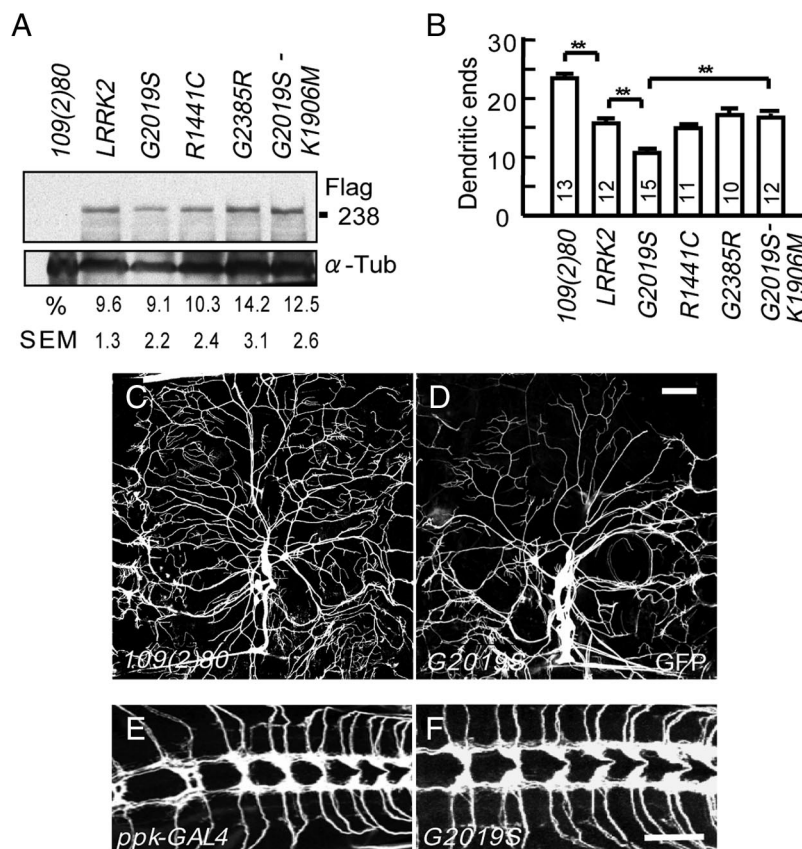 A
109(2)80
LRRK2
G2019S
R1441C
G2385R
G2019S-
K1906M
Flag
238
α-Tub
% 9.6 9.1 10.3 14.2 12.5
SEM 1.3 2.2 2.4 3.1 2.6
B
Dendritic ends
30
20
10
0
** ** **
13 12 15 11 10 12
109(2)80
LRRK2
G2019S
R1441C
G2385R
G2019S-
K1906M
C
109(2)80
D
G2019S GFP
E
ppk-GAL4
F
G2019S